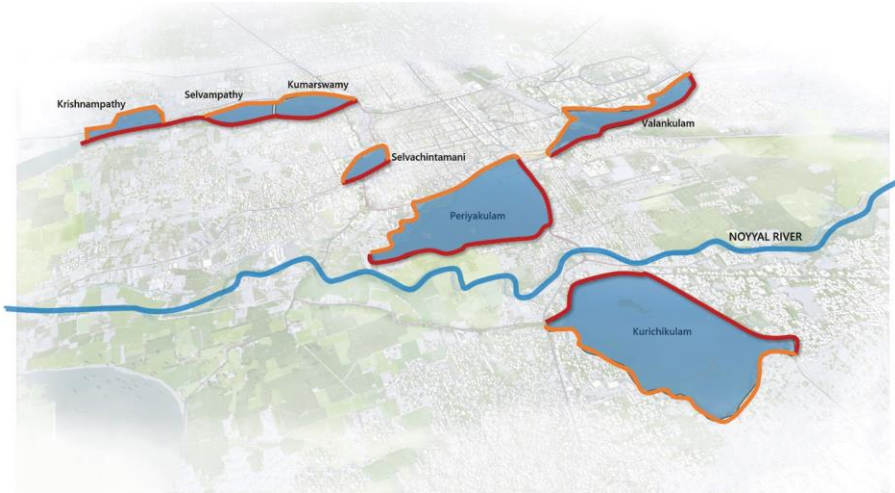 Kumarswamy
Selvampathy
Krishnampathy
Valankulam
Selvachintamani
Periyakulam
NOYYAL RIVER
Kurichikulam